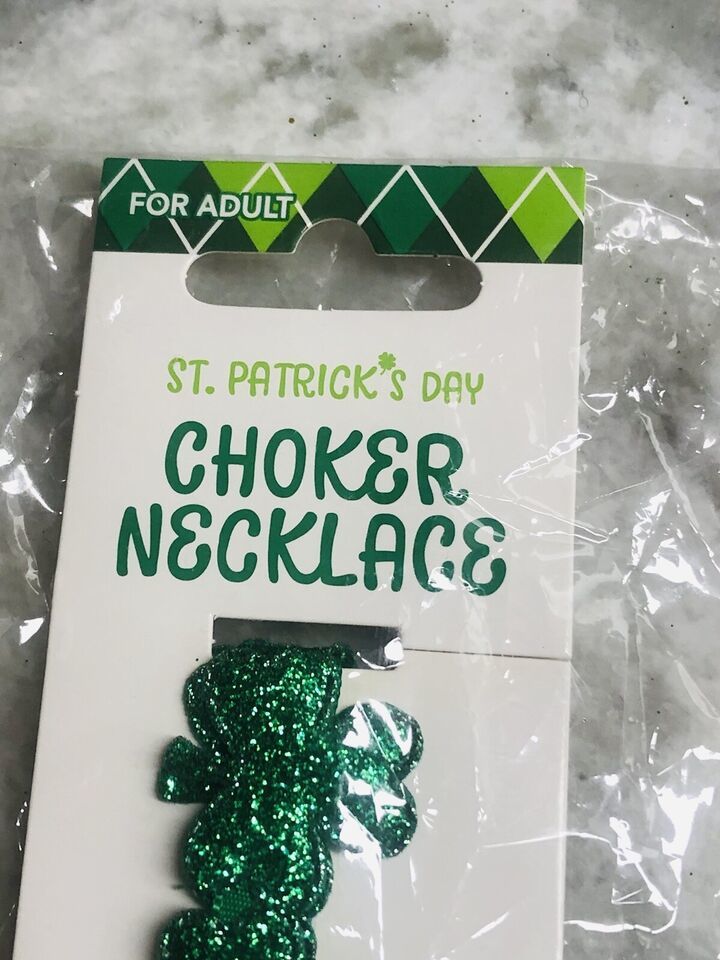 FOR ADULT
ST. PATRICK'S DAY
CHOKER
NECKLACE